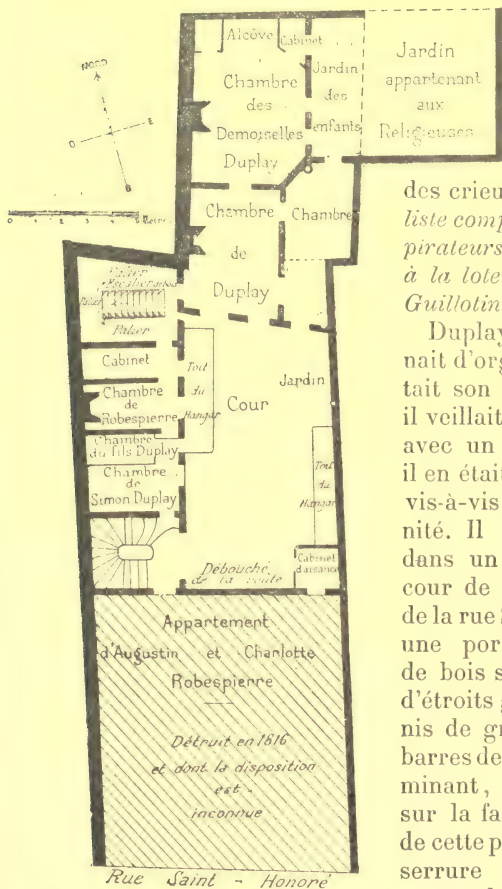 Alcôve Cabinet
Chambre
des
Demoiselles
Duplay
Jardin
des
enfants
Jardin
appartenant
aux
Religieuses
NORD
O
E
Chambre
de
Duplay
Chambre
Palier
Palier
Palier
Cabinet
Chambre
de
Robespierre
Chambre
du fils Duplay
Chambre
de
Simon Duplay
Toit
du
Hangar
Cour
Jardin
Toit
du
Hangar
Cabinet
d'aisance
Débouché
de la voûte
Appartement
d'Augustin et Charlotte
Robespierre
Détruit en 1816
et dont la disposition
est
inconnue
Rue Saint - Honoré
des crieu
liste comp
pirateurs
à la lote
Guillotin
Duplay
nait d'org
tait son
il veillait
avec un
il en étai
vis-à-vis
nité. Il
dans un
cour de
de la rue
une por
de bois s
d'étroits
nis de gr
barres de
minant,
sur la fa
de cette p
serrure